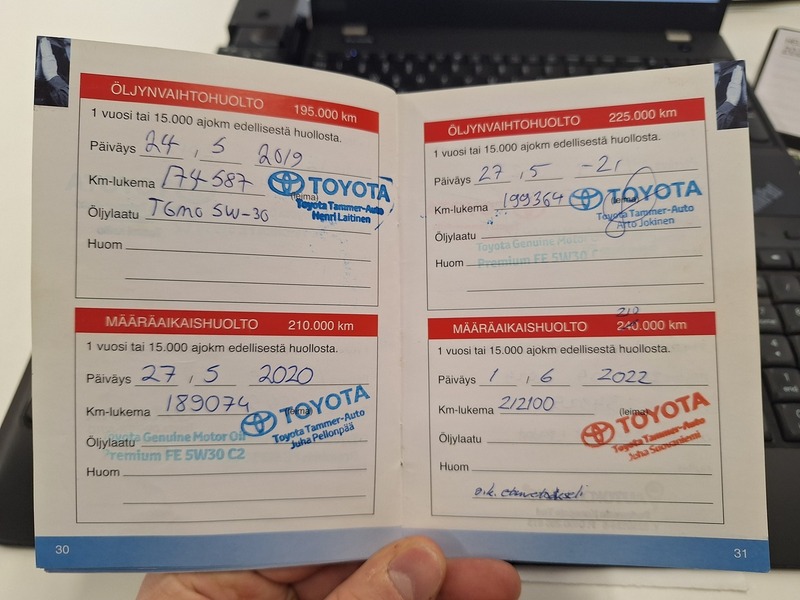 ÖLJYNVAIHTOHUOLTO 195.000 km
1 vuosi tai 15.000 ajokm edellisestä huollosta.
Päiväys 24 . 5 2019
Km-lukema 174587
(leima)
TOYOTA
Toyota Tammer-Auto
Henri Laitinen
Öljylaatu TGMO 5W-30
Huom
MÄÄRÄAIKAISHUOLTO 210.000 km
1 vuosi tai 15.000 ajokm edellisestä huollosta.
Päiväys 27 . 5 2020
Km-lukema 189074
(leima)
TOYOTA
Toyota Tammer-Auto
Juha Pellonpää
Öljylaatu
Toyota Genuine Motor Oil
Premium FE 5W30 C2
Huom
30
ÖLJYNVAIHTOHUOLTO 225.000 km
1 vuosi tai 15.000 ajokm edellisestä huollosta.
Päiväys 27 . 5 -21
Km-lukema 199364
(leima)
TOYOTA
Toyota Tammer-Auto
Arto Jokinen
Öljylaatu
Toyota Genuine Motor
Premium FE 5W30 C
Huom
MÄÄRÄAIKAISHUOLTO 240.000 km
1 vuosi tai 15.000 ajokm edellisestä huollosta.
Päiväys 1 . 6 2022
Km-lukema 212100
(leima)
TOYOTA
Toyota Tammer-Auto
Juha Suovaniemi
Öljylaatu
Huom
31